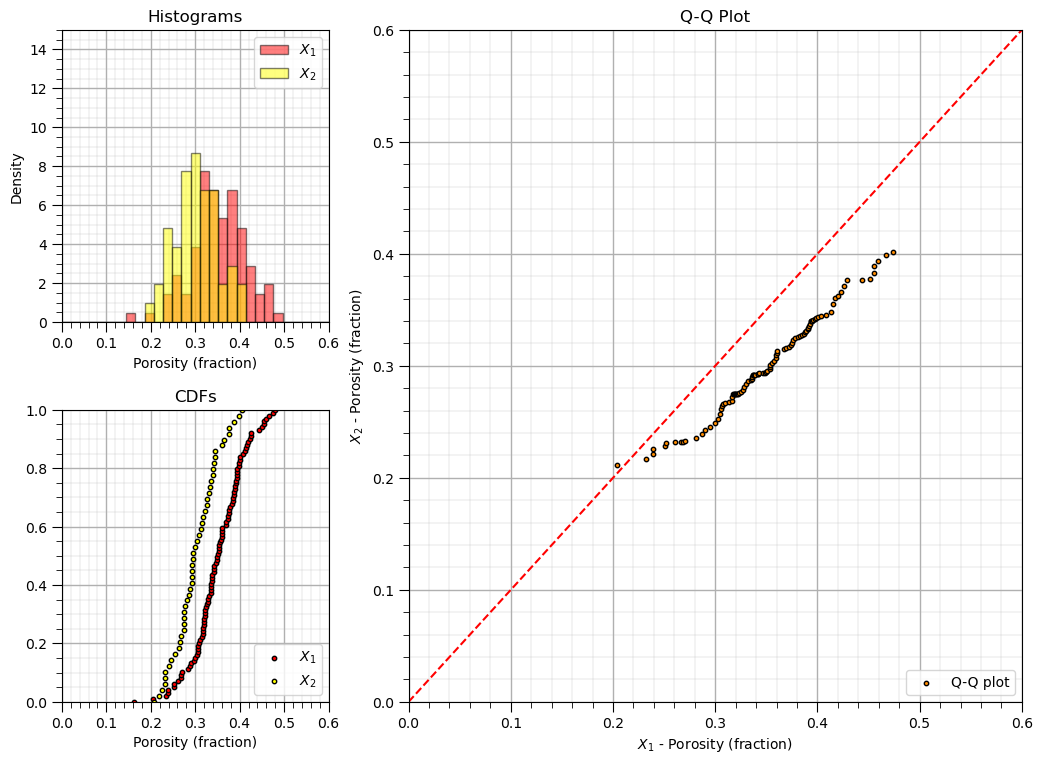 Histograms
14
12
10
8
6
4
2
0
Density
X₁
X₂
0.0 0.1 0.2 0.3 0.4 0.5 0.6
Porosity (fraction)
CDFs
1.0
0.8
0.6
0.4
0.2
0.0
X₁
X₂
0.0 0.1 0.2 0.3 0.4 0.5 0.6
Porosity (fraction)
Q-Q Plot
0.6
0.5
0.4
0.3
0.2
0.1
0.0
X₂ - Porosity (fraction)
Q-Q plot
0.0 0.1 0.2 0.3 0.4 0.5 0.6
X₁ - Porosity (fraction)